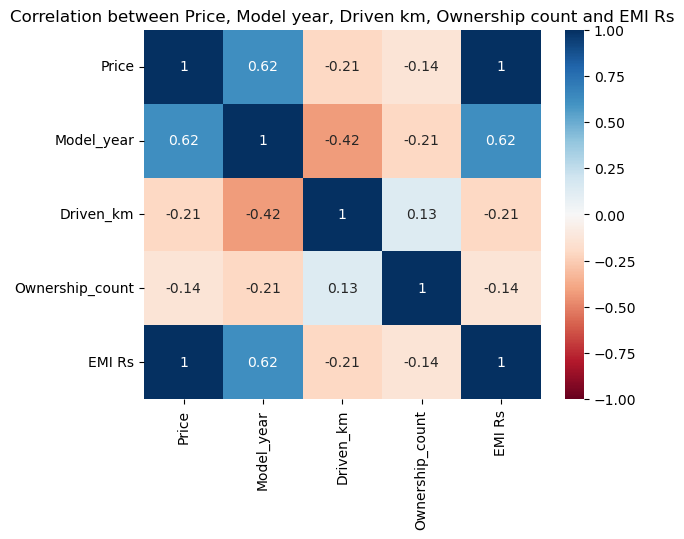 Correlation between Price, Model year, Driven km, Ownership count and EMI Rs
Price 1 0.62 -0.21 -0.14 1
Model_year 0.62 1 -0.42 -0.21 0.62
Driven_km -0.21 -0.42 1 0.13 -0.21
Ownership_count -0.14 -0.21 0.13 1 -0.14
EMI Rs 1 0.62 -0.21 -0.14 1
Price
Model_year
Driven_km
Ownership_count
EMI Rs
1.00
0.75
0.50
0.25
0.00
−0.25
−0.50
−0.75
−1.00